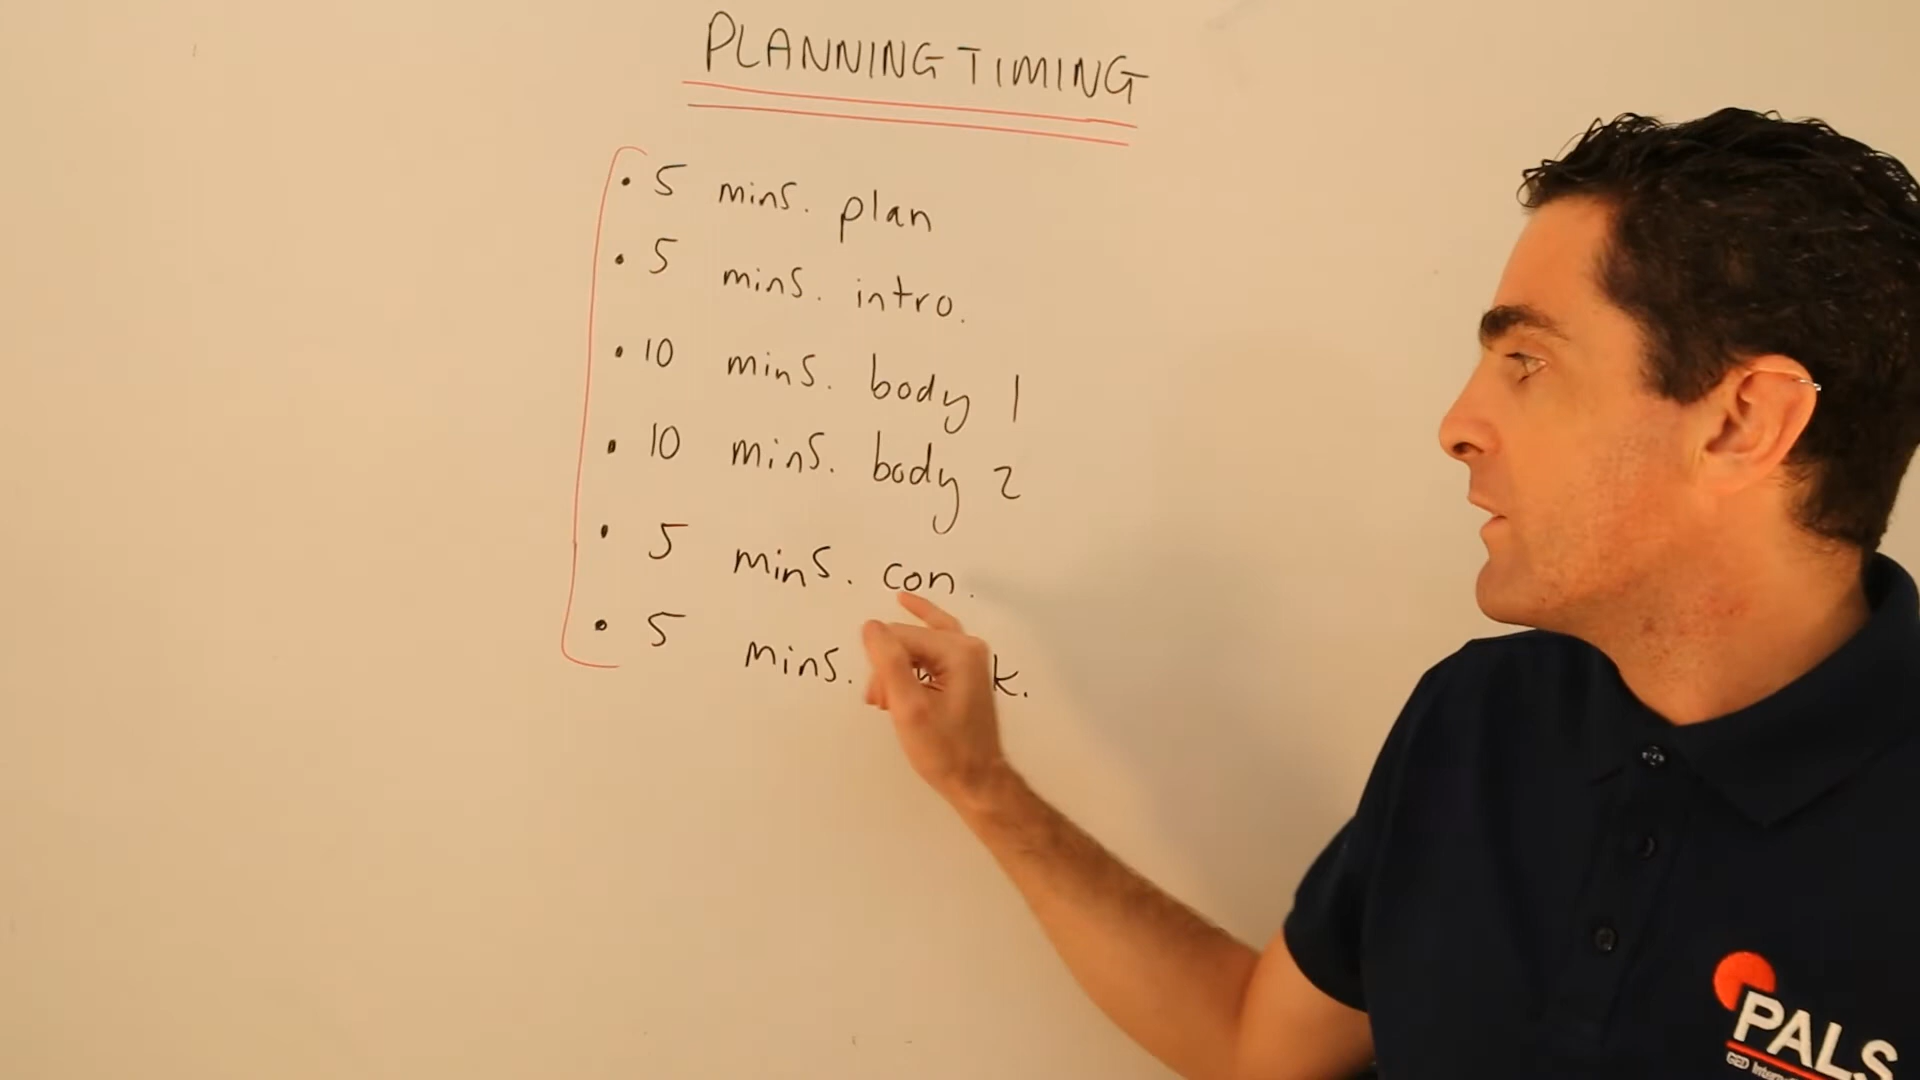 PLANNING TIMING
• 5 mins. plan
• 5 mins. intro.
• 10 mins. body 1
• 10 mins. body 2
• 5 mins. con.
• 5 mins.
PALS